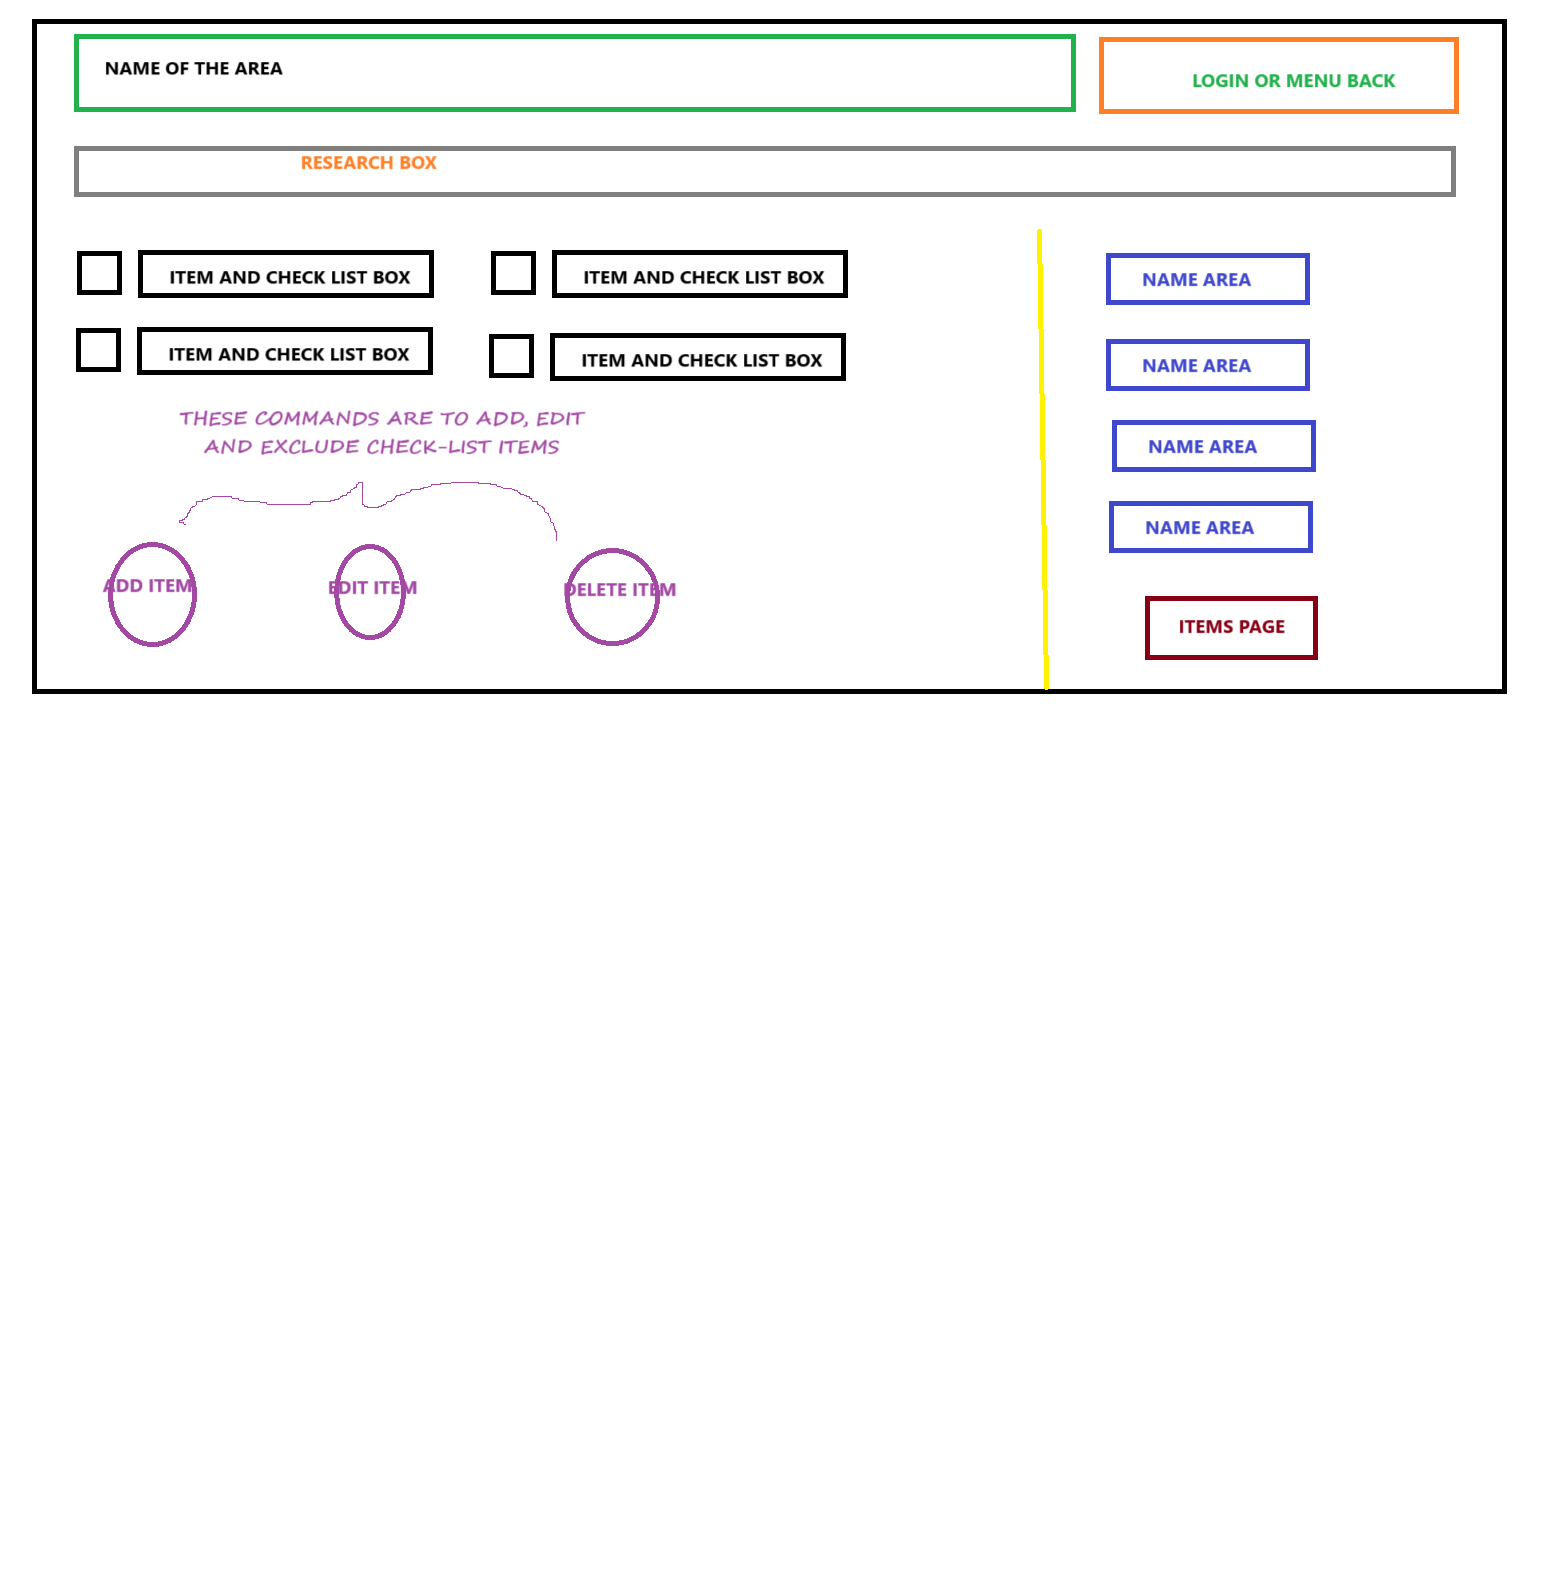 NAME OF THE AREA
LOGIN OR MENU BACK
RESEARCH BOX
ITEM AND CHECK LIST BOX
ITEM AND CHECK LIST BOX
NAME AREA
ITEM AND CHECK LIST BOX
ITEM AND CHECK LIST BOX
NAME AREA
THESE COMMANDS ARE TO ADD, EDIT
AND EXCLUDE CHECK-LIST ITEMS
NAME AREA
NAME AREA
ADD ITEM
EDIT ITEM
DELETE ITEM
ITEMS PAGE